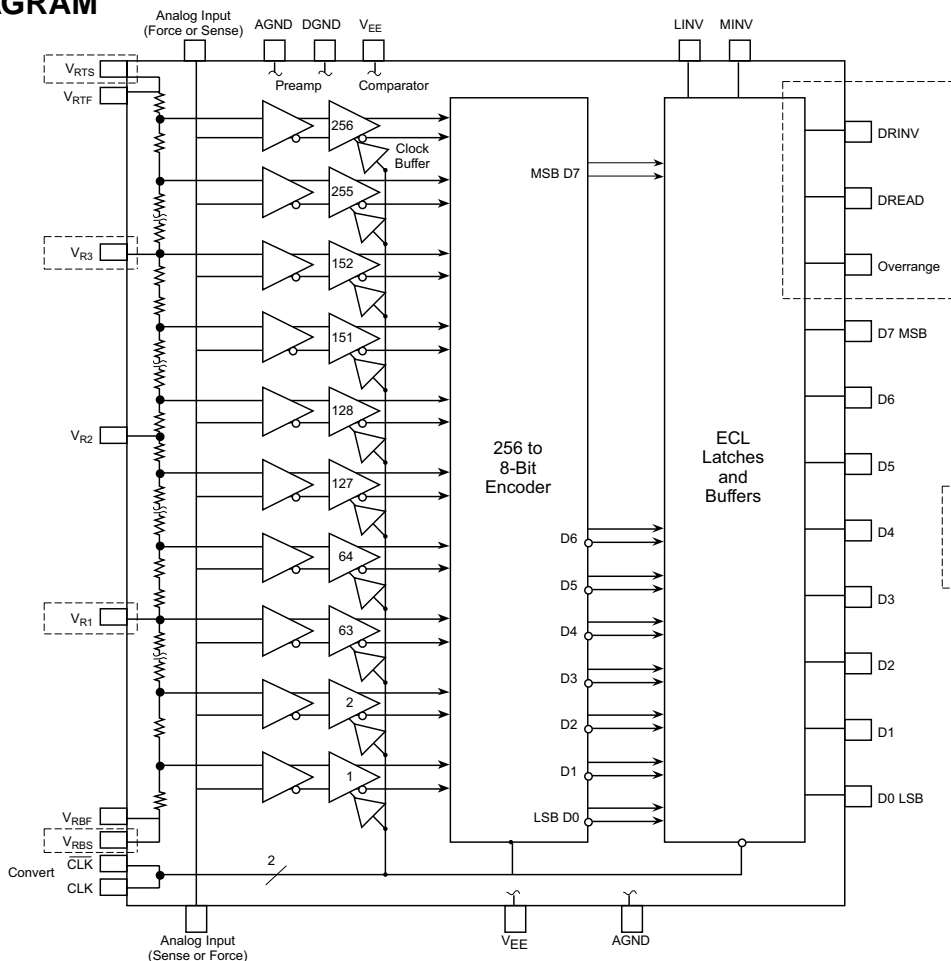 AGRAM
Analog Input
(Force or Sense)
AGND
DGND
VEE
LINV
MINV
VRTS
VRTF
Preamp
Comparator
256
Clock
Buffer
DRINV
MSB D7
255
DREAD
VR3
152
Overrange
151
D7 MSB
128
D6
VR2
256 to
8-Bit
Encoder
ECL
Latches
and
Buffers
127
D5
D6
D4
64
D5
D3
VR1
63
D4
D3
D2
2
D2
D1
1
D1
D0 LSB
LSB D0
VRBF
VRBS
Convert
CLK
CLK
2
Analog Input
(Sense or Force)
VEE
AGND